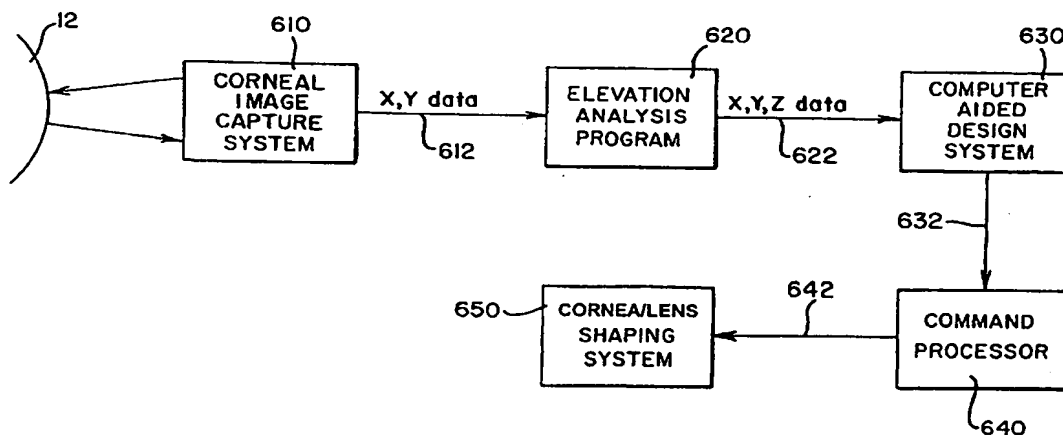 12
610
CORNEAL
IMAGE
CAPTURE
SYSTEM
X,Y data
612
620
ELEVATION
ANALYSIS
PROGRAM
X,Y,Z data
622
630
COMPUTER
AIDED
DESIGN
SYSTEM
632
650
CORNEA/LENS
SHAPING
SYSTEM
642
COMMAND
PROCESSOR
640